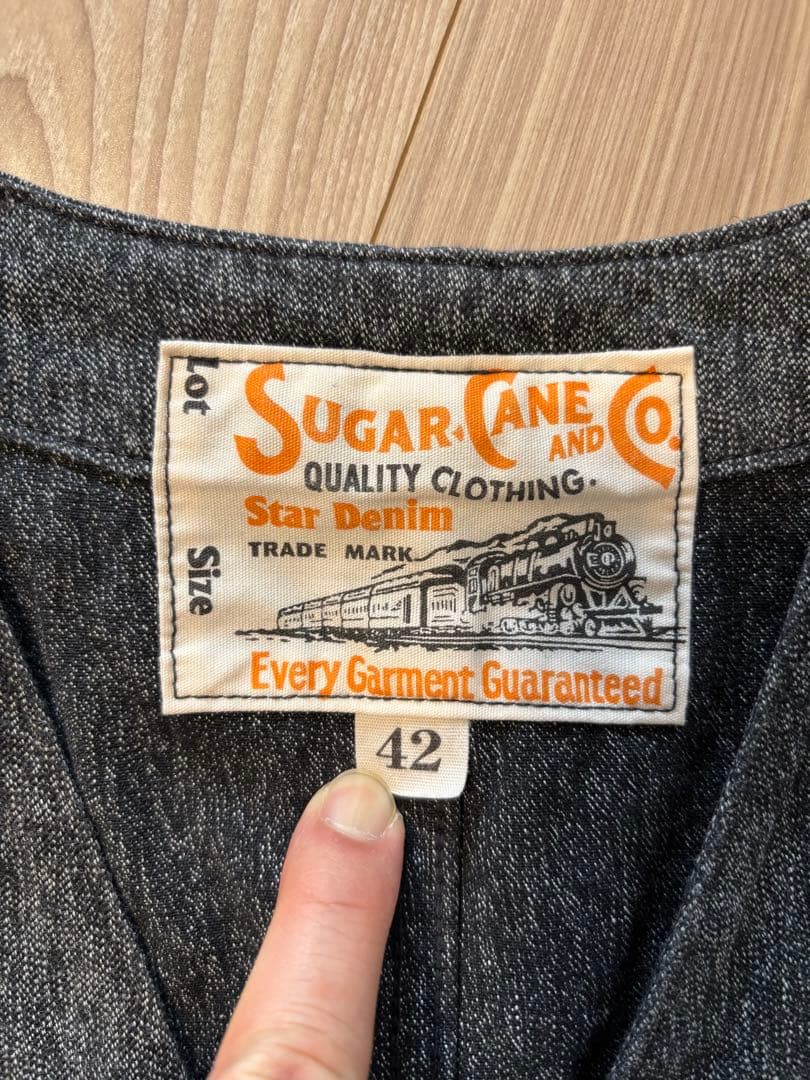 Lot
SUGAR CANE AND CO.
QUALITY CLOTHING.
Star Denim
TRADE MARK
Size
Every Garment Guaranteed
42